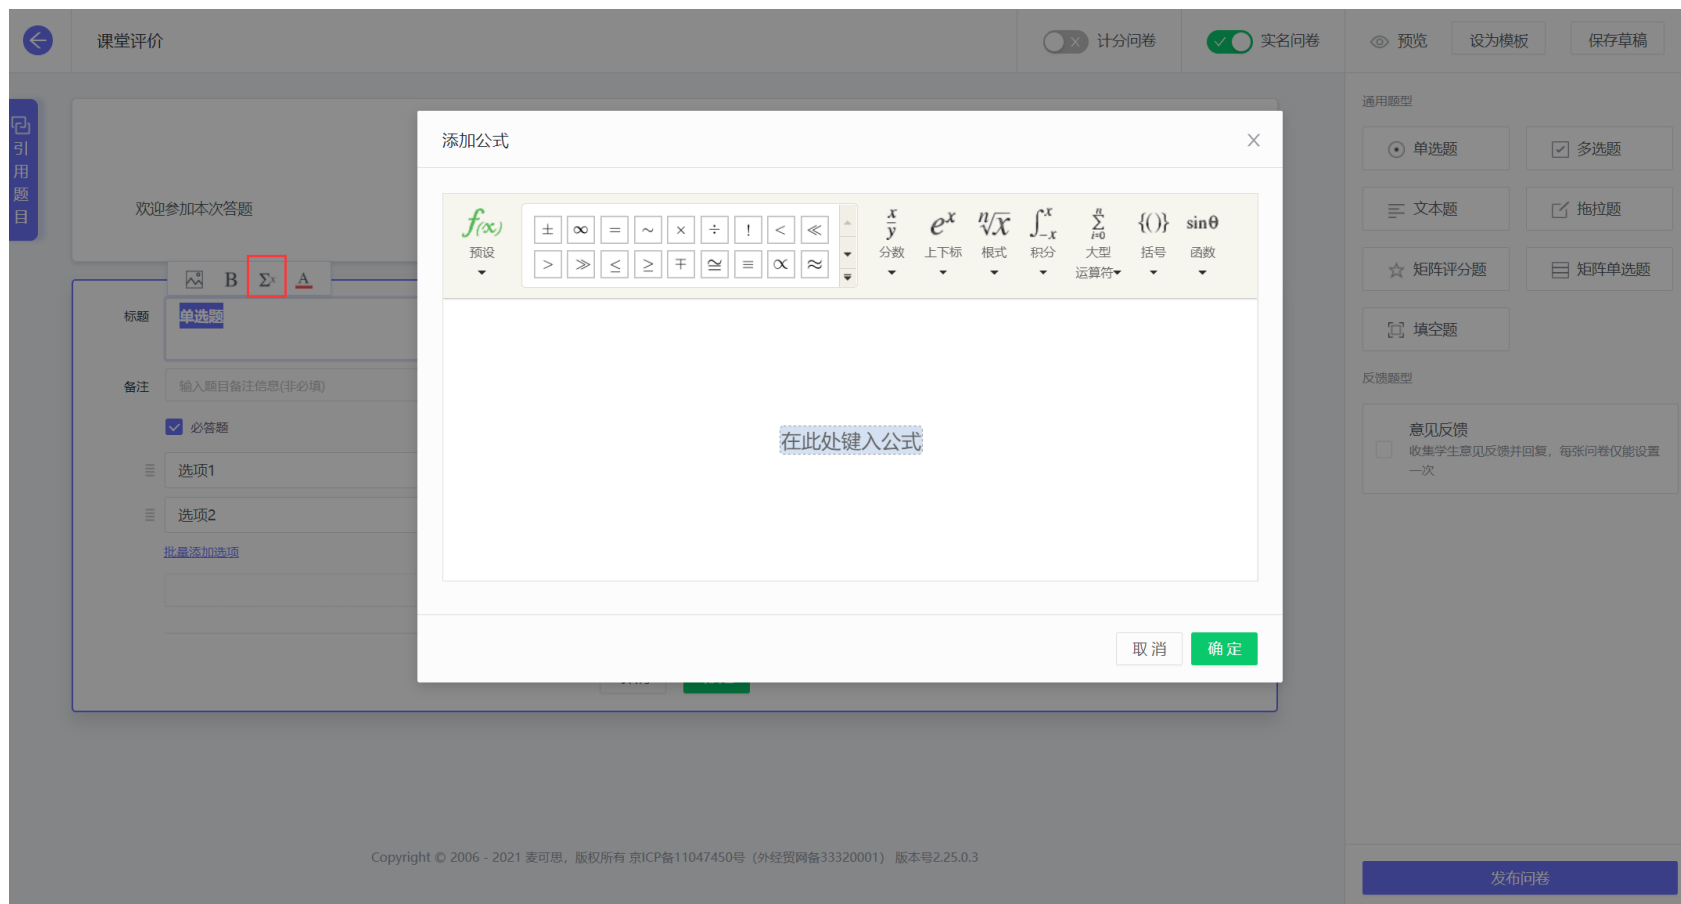 课堂评价
计分问卷
实名问卷
预览
设为模板
保存草稿
引用题目
欢迎参加本次答题
B
Σx
A
标题
单选题
备注
输入题目备注信息(非必填)
必答题
选项1
选项2
批量添加选项
添加公式
f(x)
预设
± ∞ = ~ × ÷ ! < ≪
> ≫ ≤ ≥ ∓ ≅ ≡ ∝ ≈
x/y
分数
e^x
上下标
n√x
根式
∫ x -x
积分
n ∑ i=0
大型
运算符
{()}
括号
sinθ
函数
在此处键入公式
取消
确定
通用题型
单选题
多选题
文本题
拖拉题
矩阵评分题
矩阵单选题
填空题
反馈题型
意见反馈
收集学生意见反馈并回复，每张问卷仅能设置
一次
Copyright © 2006 - 2021 麦可思，版权所有 京ICP备11047450号（外经贸网备33320001） 版本号2.25.0.3
发布问卷